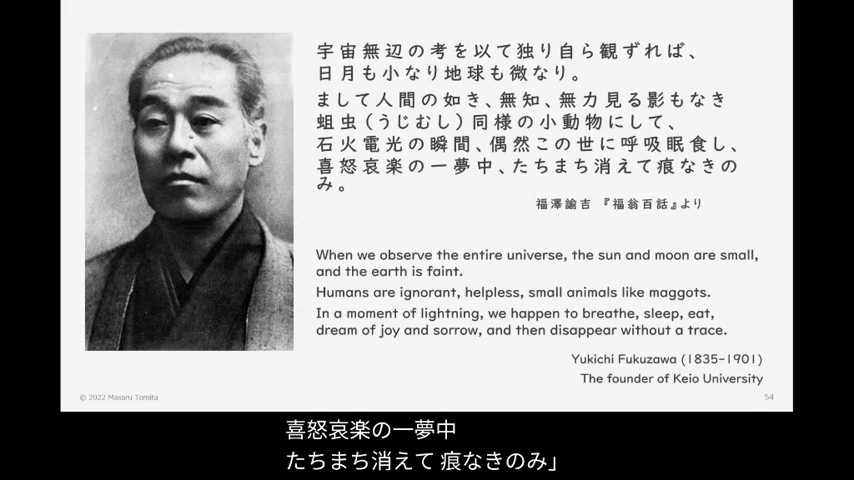 宇宙無辺の考を以て独り自ら観ずれば、
日月も小なり地球も微なり。
まして人間の如き、無知、無力見る影もなき
蛆虫（うじむし）同様の小動物にして、
石火電光の瞬間、偶然この世に呼吸眠食し、
喜怒哀楽の一夢中、たちまち消えて痕なきの
み。
福澤諭吉 『福翁百話』より
When we observe the entire universe, the sun and moon are small,
and the earth is faint.
Humans are ignorant, helpless, small animals like maggots.
In a moment of lightning, we happen to breathe, sleep, eat,
dream of joy and sorrow, and then disappear without a trace.
Yukichi Fukuzawa (1835-1901)
The founder of Keio University
© 2022 Masaru Tomita
54
喜怒哀楽の一夢中
たちまち消えて 痕なきのみ」